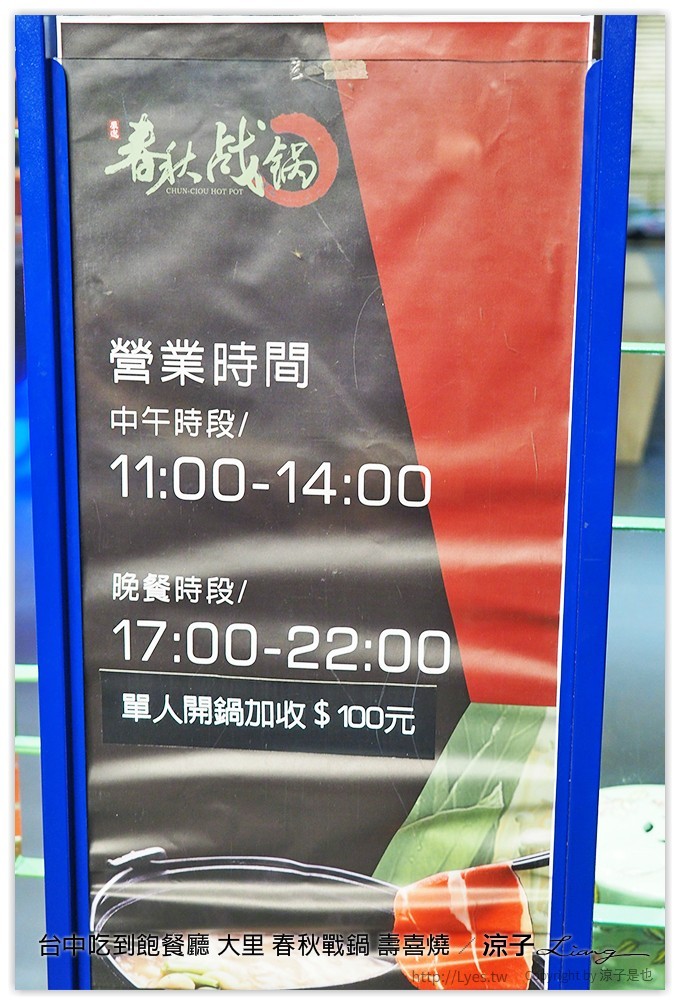 春秋戰鍋
CHUN-CIOU HOT POT
營業時間
中午時段/
11:00-14:00
晚餐時段/
17:00-22:00
單人開鍋加收$100元
台中吃到飽餐廳 大里 春秋戰鍋 壽喜燒 / 涼子 Liang
http://Lyes.tw Copyright by 涼子是也